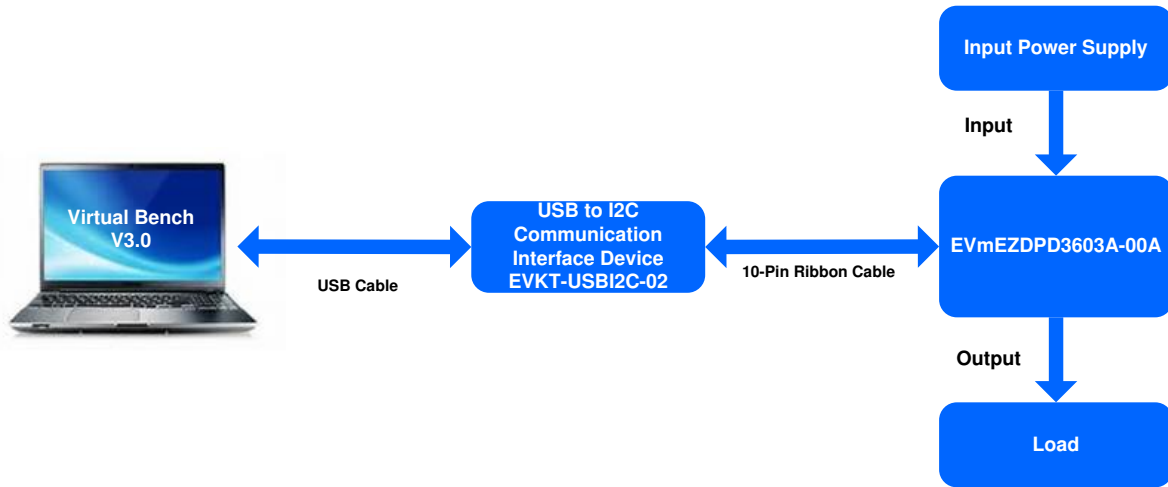 Input Power Supply
Input
Virtual Bench
V3.0
USB to I2C
Communication
Interface Device
EVKT-USBI2C-02
EVmEZDPD3603A-00A
USB Cable
10-Pin Ribbon Cable
Output
Load